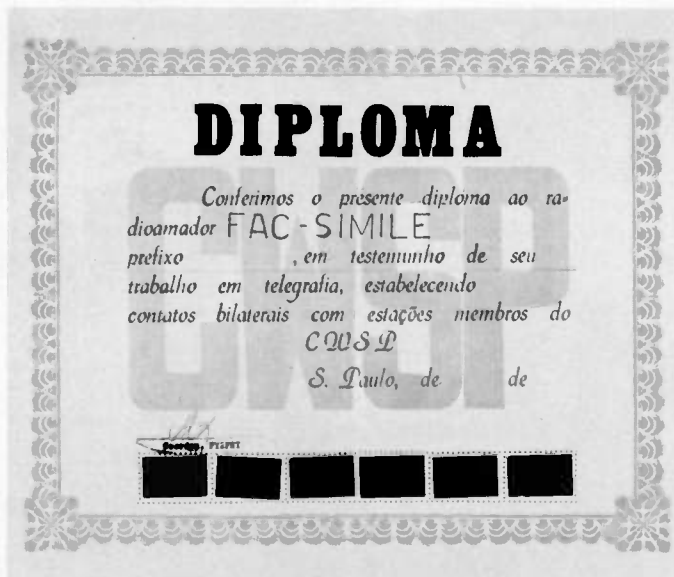 DIPLOMA
Conferimos o presente diploma ao ra-
dioamador FAC-SIMILE
prefixo , em testemunho de seu
trabalho em telegrafia, estabelecendo
contatos bilaterais com estações membros do
CWSP
S. Paulo, de de
CWSP